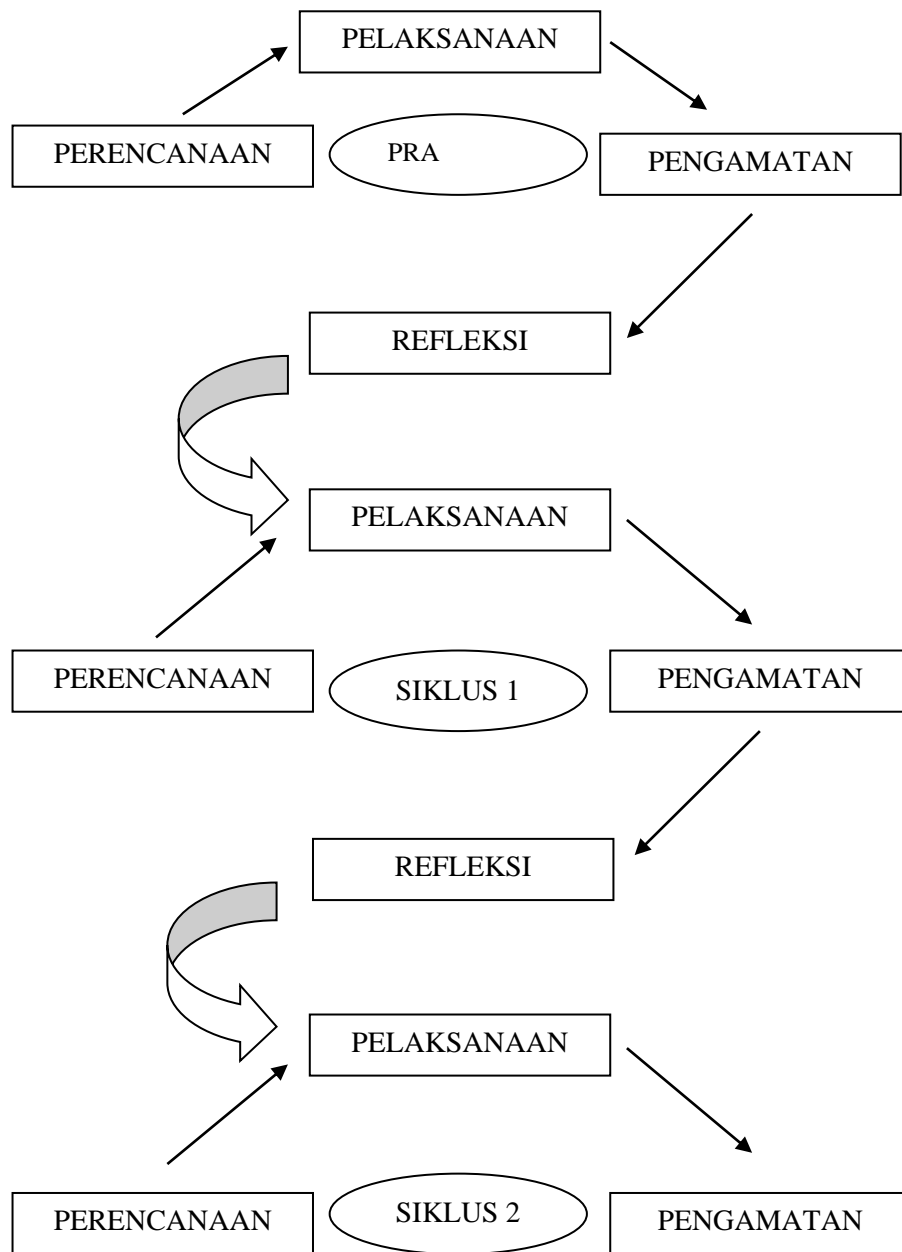 PELAKSANAAN
PERENCANAAN
PRA
PENGAMATAN
REFLEKSI
PELAKSANAAN
PERENCANAAN
SIKLUS 1
PENGAMATAN
REFLEKSI
PELAKSANAAN
PERENCANAAN
SIKLUS 2
PENGAMATAN